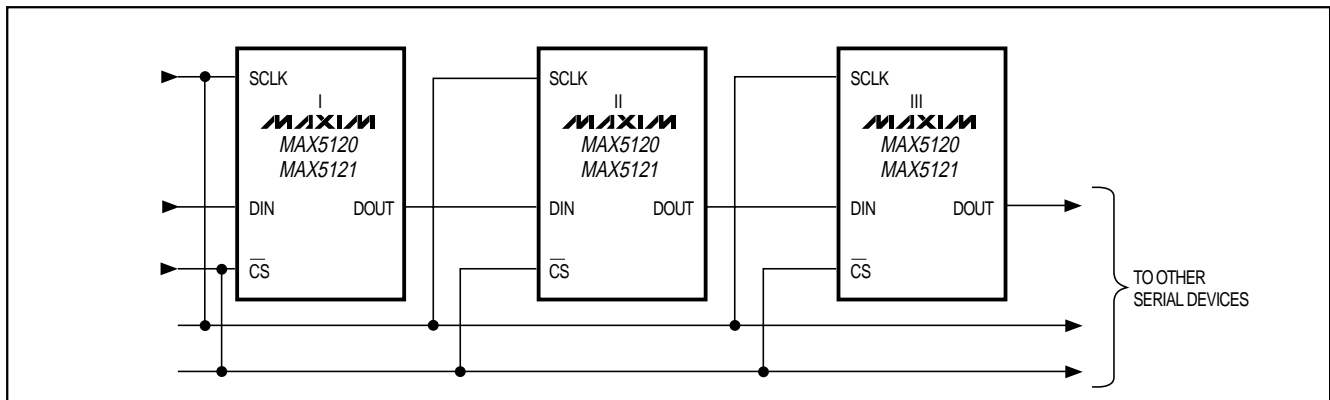 SCLK
I
MAXIM
MAX5120
MAX5121
DIN
DOUT
CS
SCLK
II
MAXIM
MAX5120
MAX5121
DIN
DOUT
CS
SCLK
III
MAXIM
MAX5120
MAX5121
DIN
DOUT
CS
TO OTHER
SERIAL DEVICES